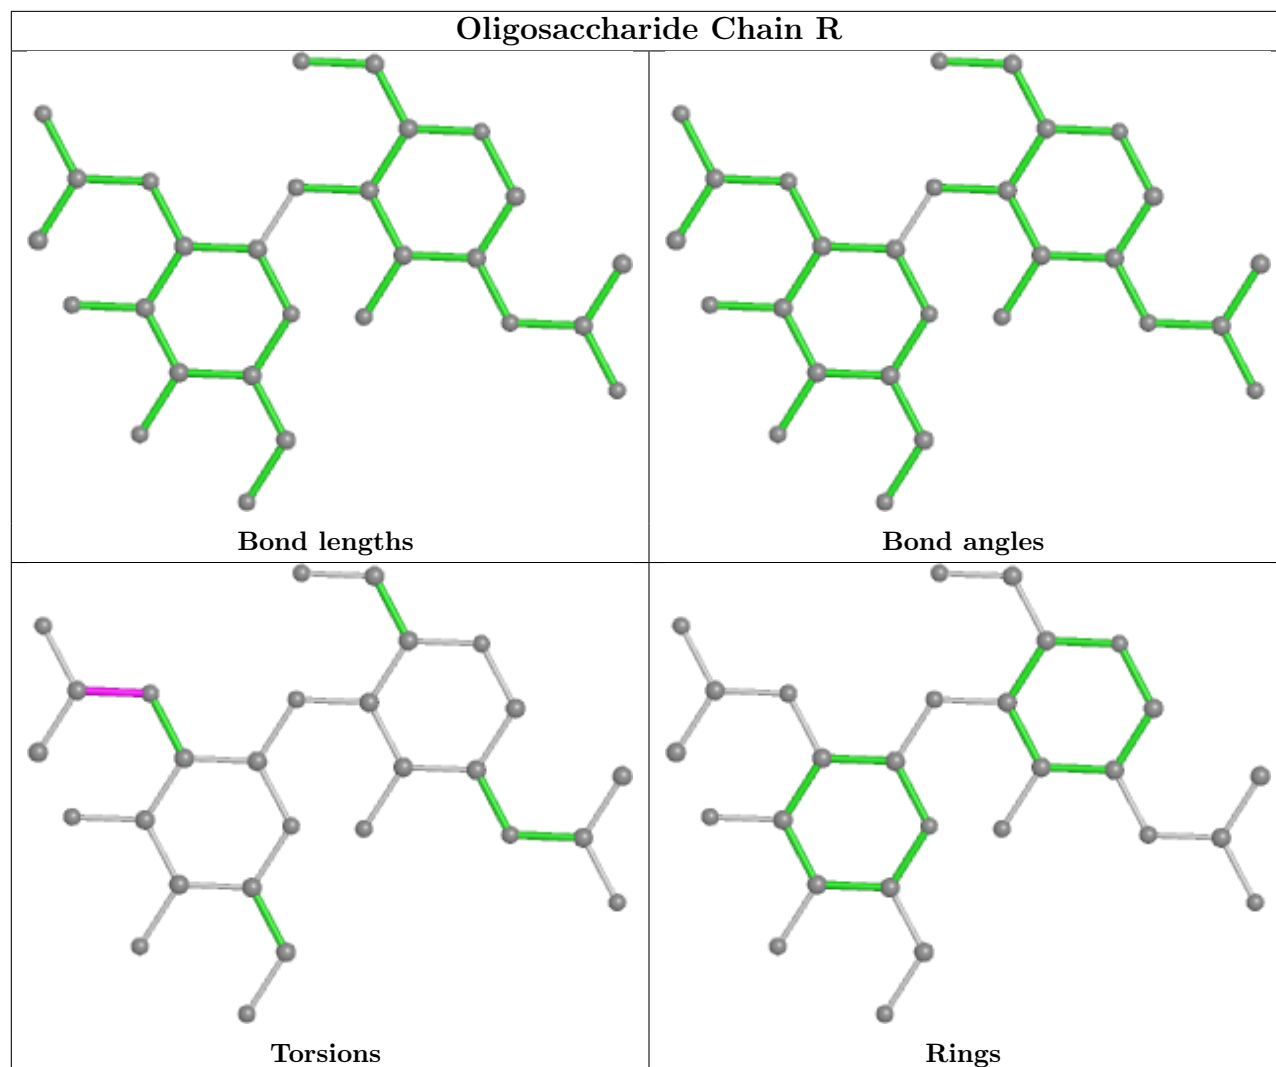 Oligosaccharide Chain R
Bond lengths
Bond angles
Torsions
Rings